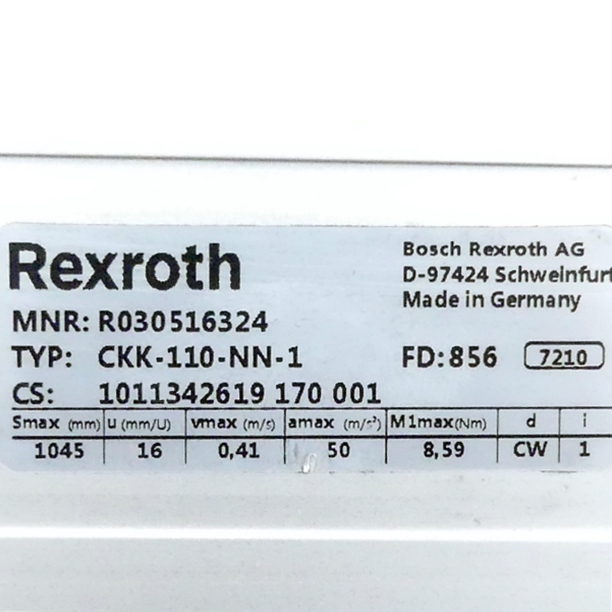 Rexroth
Bosch Rexroth AG
D-97424 Schweinfurt
Made in Germany
MNR: R030516324
TYP: CKK-110-NN-1 FD: 856 7210
CS: 1011342619 170 001
Smax (mm) u (mm/U) vmax (m/s) amax (m/s²) M1max(Nm) d i
1045 16 0,41 50 8,59 CW 1